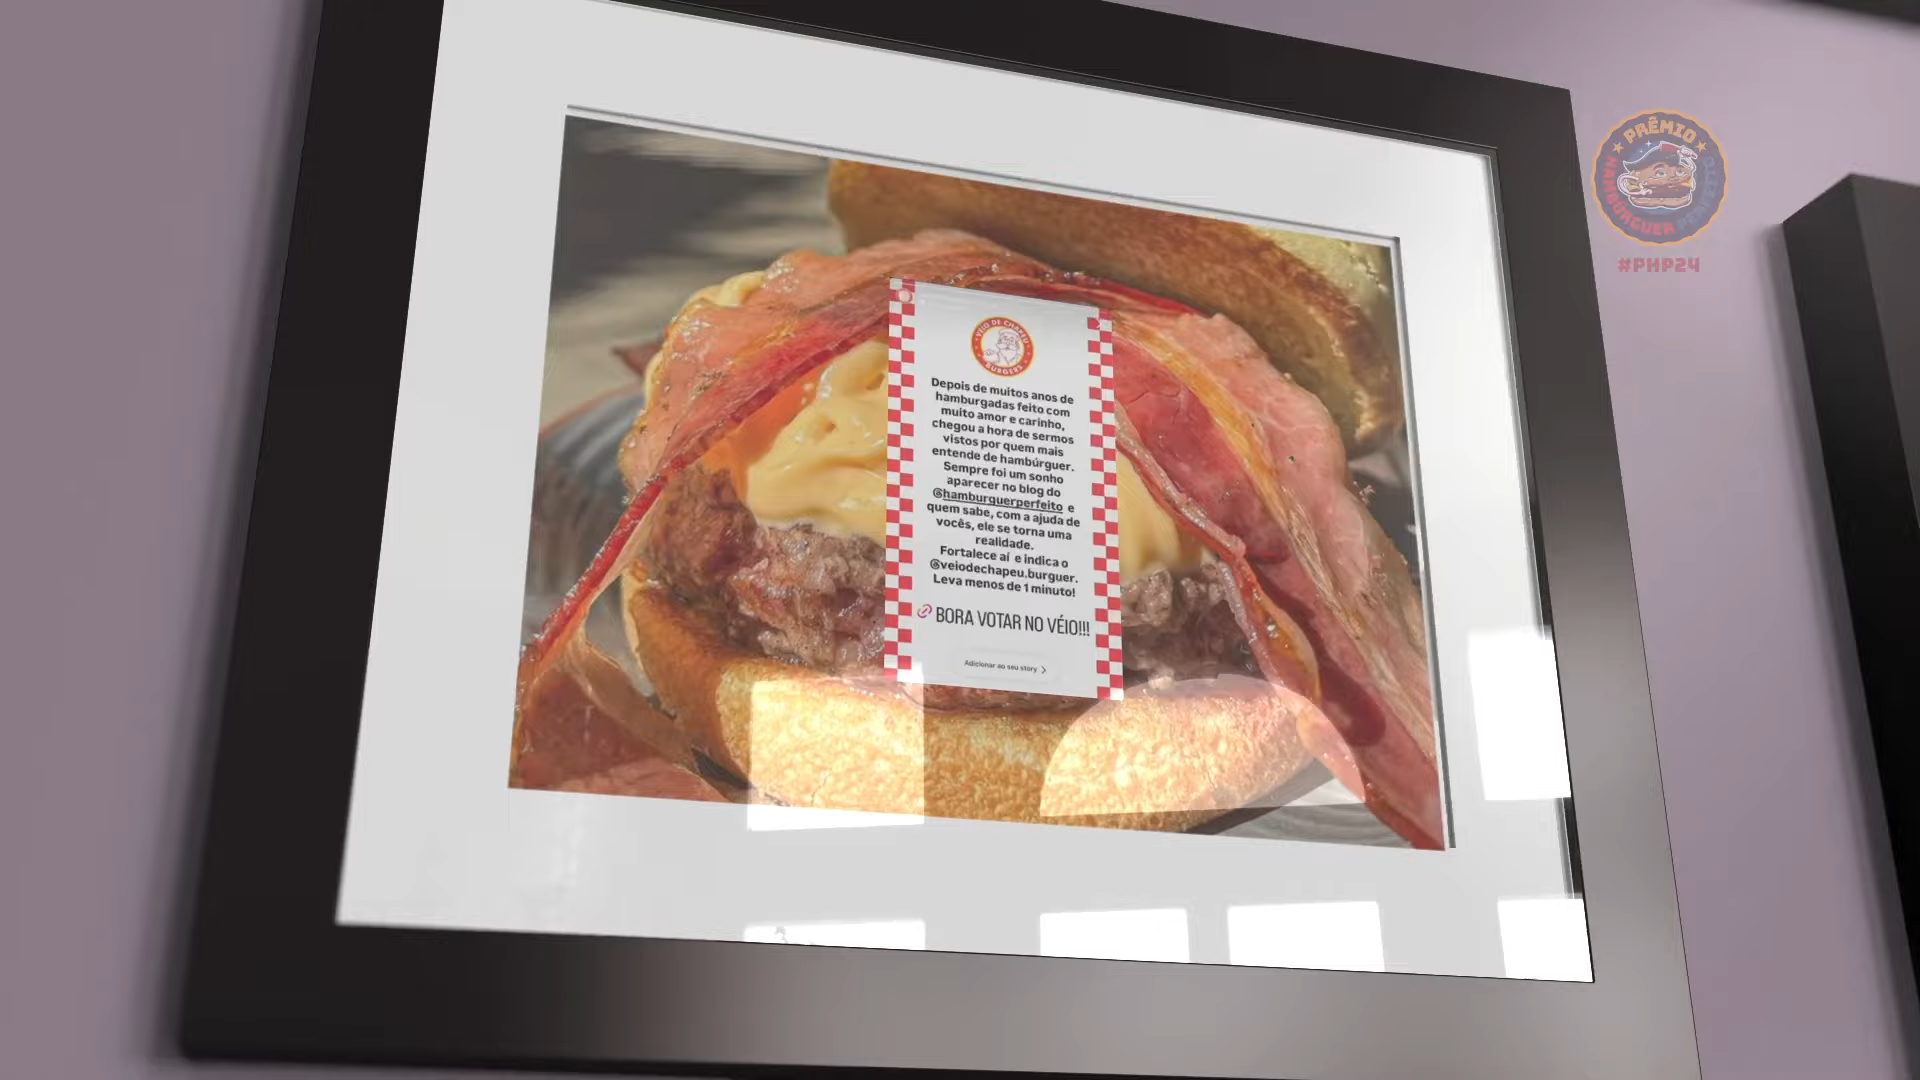 PRÊMIO
HAMBURGUER PERFEITO
#PHP24
VÉIO DE CHAPÉU
BURGERS
Depois de muitos anos de
hamburgadas feito com
muito amor e carinho,
chegou a hora de sermos
vistos por quem mais
entende de hambúrguer.
Sempre foi um sonho
aparecer no blog do
@hamburguerperfeito e
quem sabe, com a ajuda de
vocês, ele se torna uma
realidade.
Fortalece aí e indica o
@veiodechapeu.burguer.
Leva menos de 1 minuto!
BORA VOTAR NO VÉIO!!!
Adicionar ao seu story